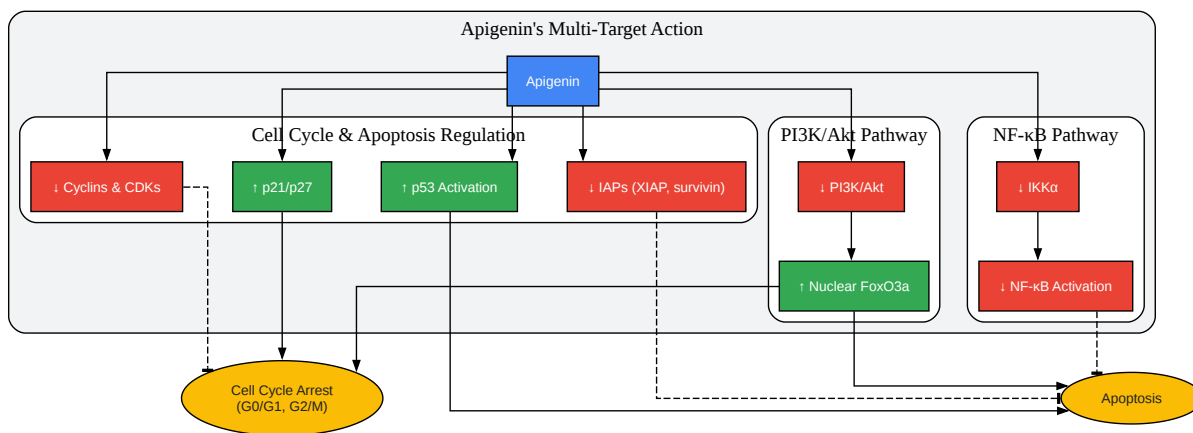 Apigenin's Multi-Target Action
Apigenin
Cell Cycle & Apoptosis Regulation
PI3K/Akt Pathway
NF-κB Pathway
↓ Cyclins & CDKs
↑ p21/p27
↑ p53 Activation
↓ IAPs (XIAP, survivin)
↓ PI3K/Akt
↓ IKKα
↑ Nuclear FoxO3a
↓ NF-κB Activation
Cell Cycle Arrest
(G0/G1, G2/M)
Apoptosis